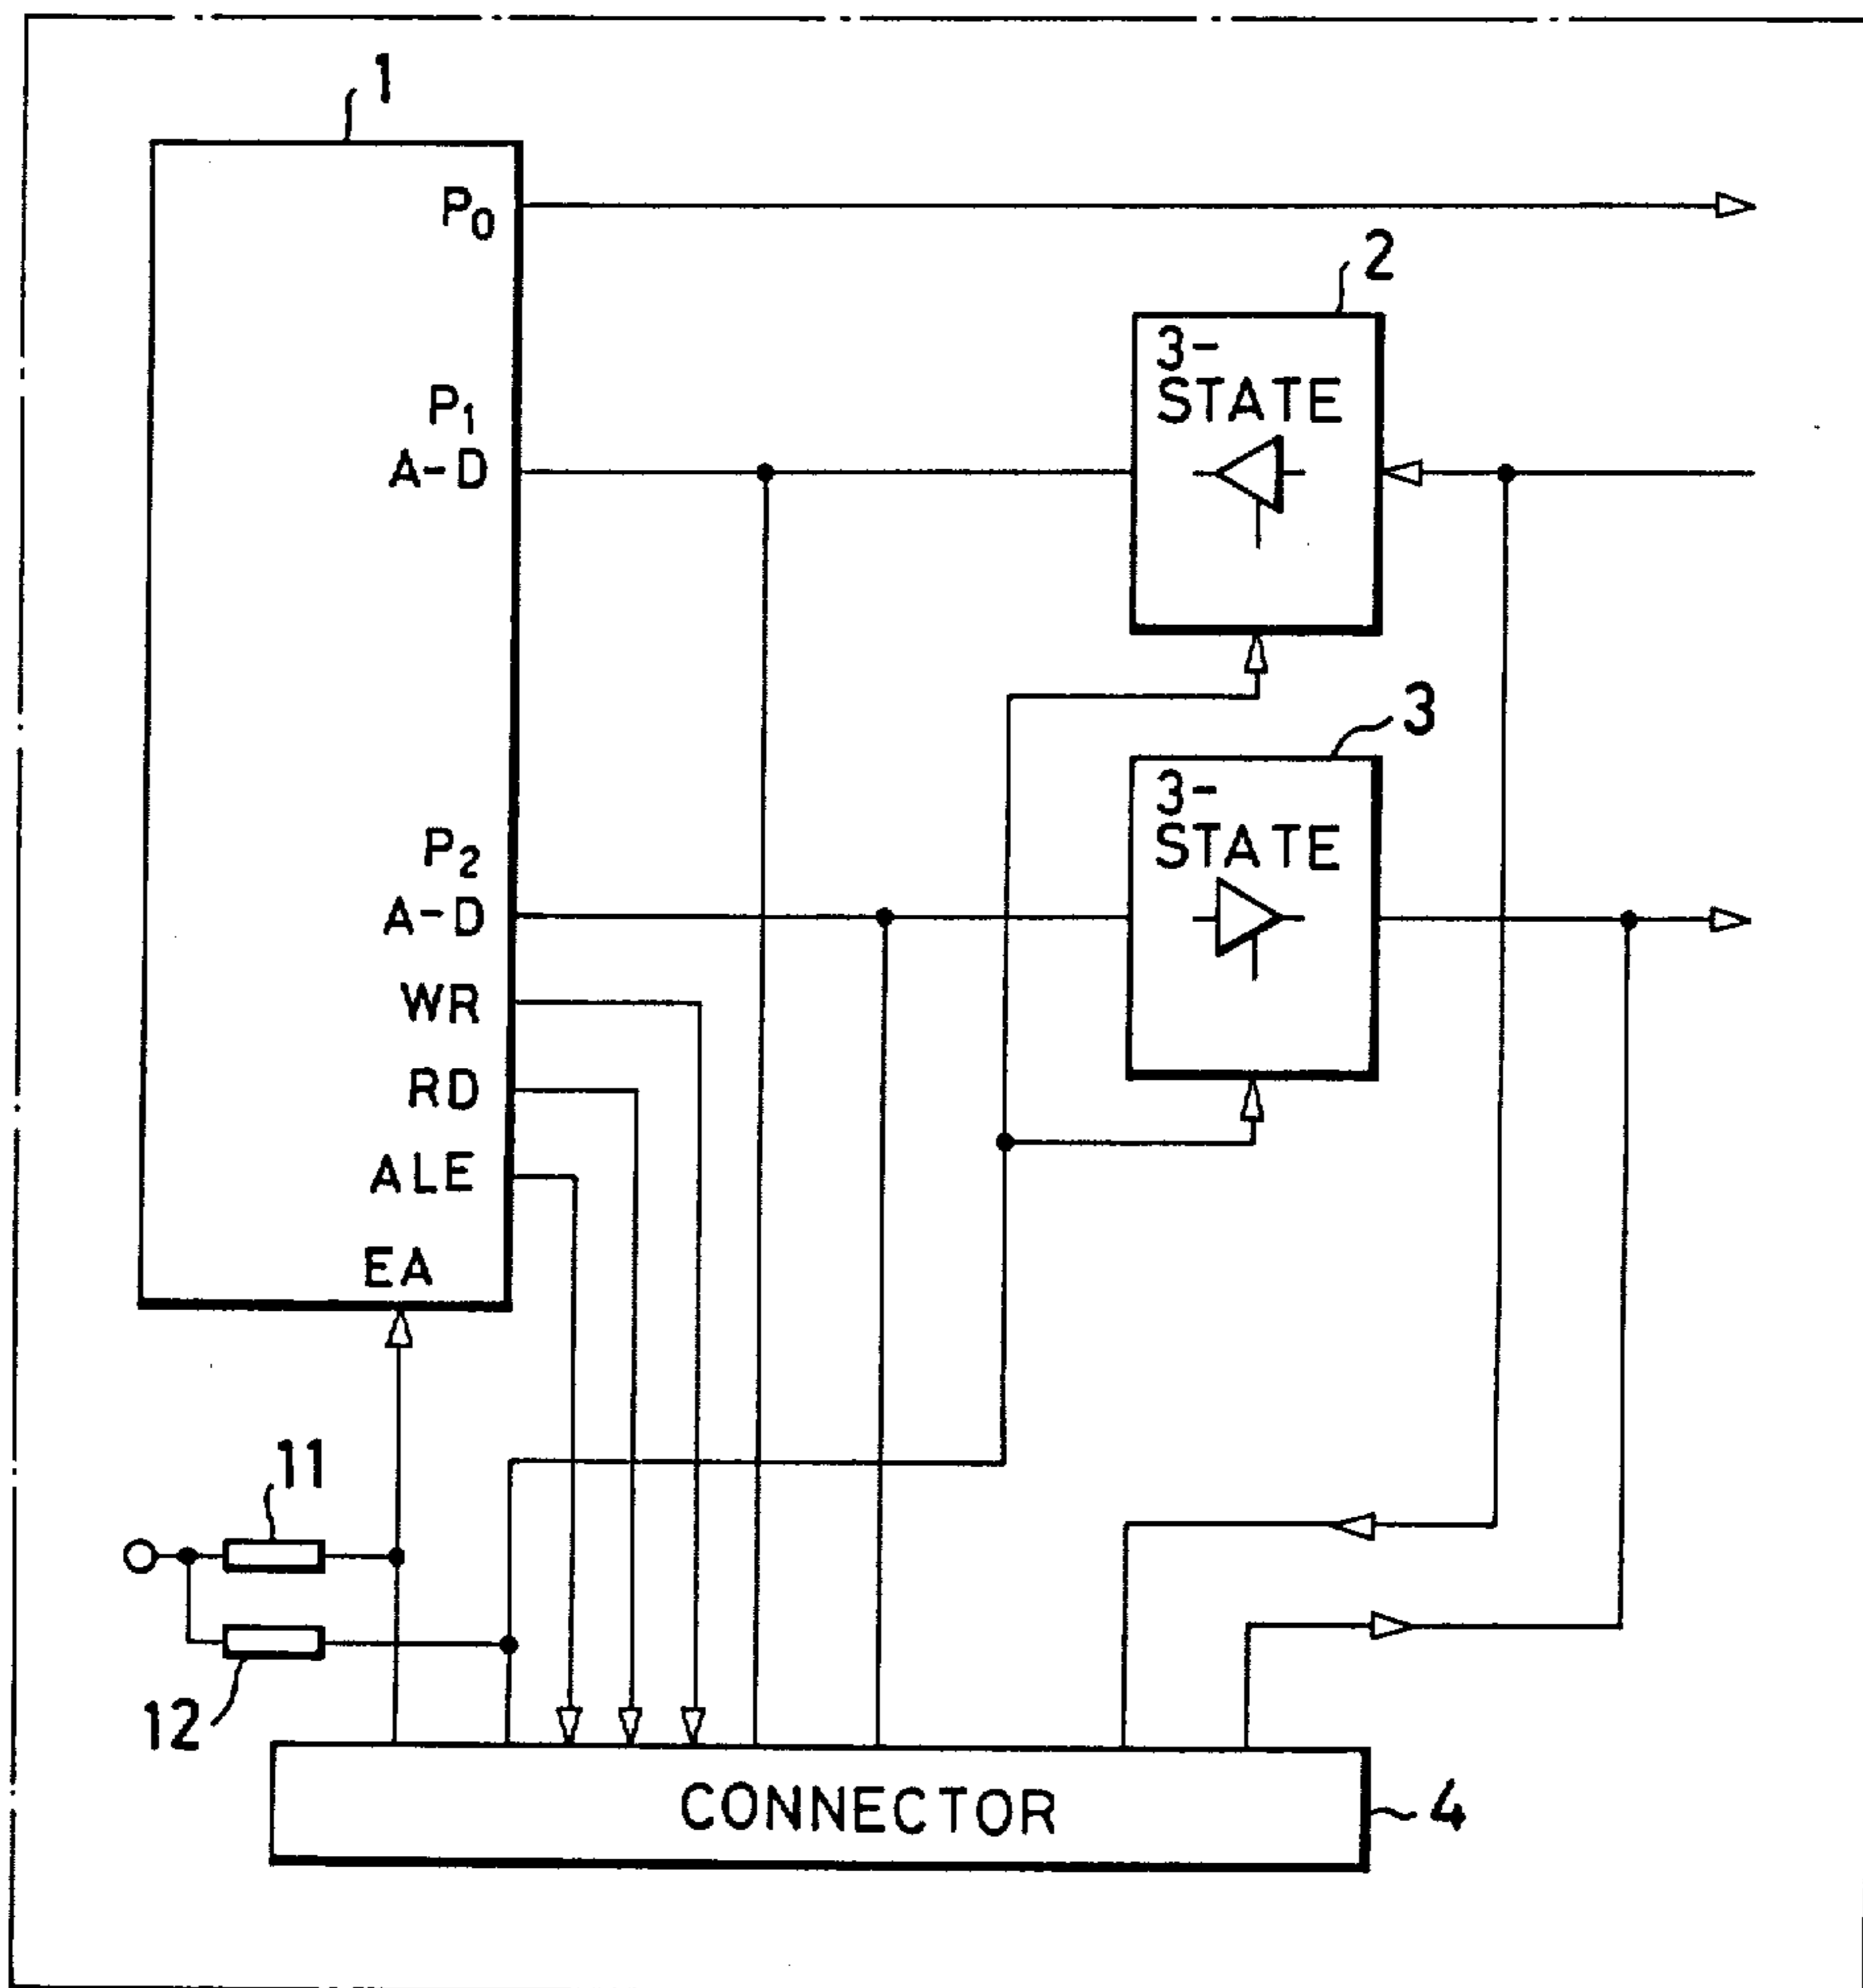 1
P0
2
3-
STATE
P1
A-D
3
3-
STATE
P2
A-D
WR
RD
ALE
EA
11
12
CONNECTOR
4